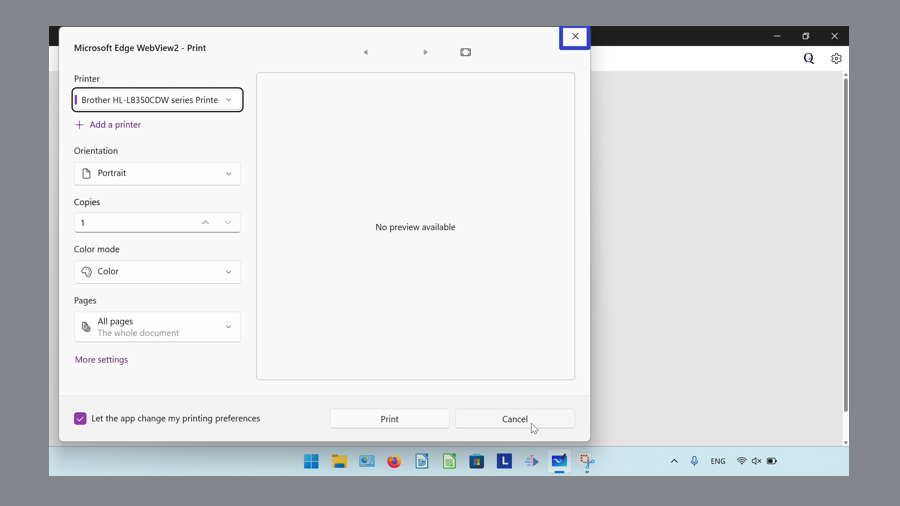 Microsoft Edge WebView2 - Print
Printer
Brother HL-L8350CDW series Printe
Add a printer
Orientation
Portrait
Copies
1
Color mode
Color
Pages
All pages
The whole document
More settings
No preview available
Let the app change my printing preferences
Print
Cancel
L
ENG